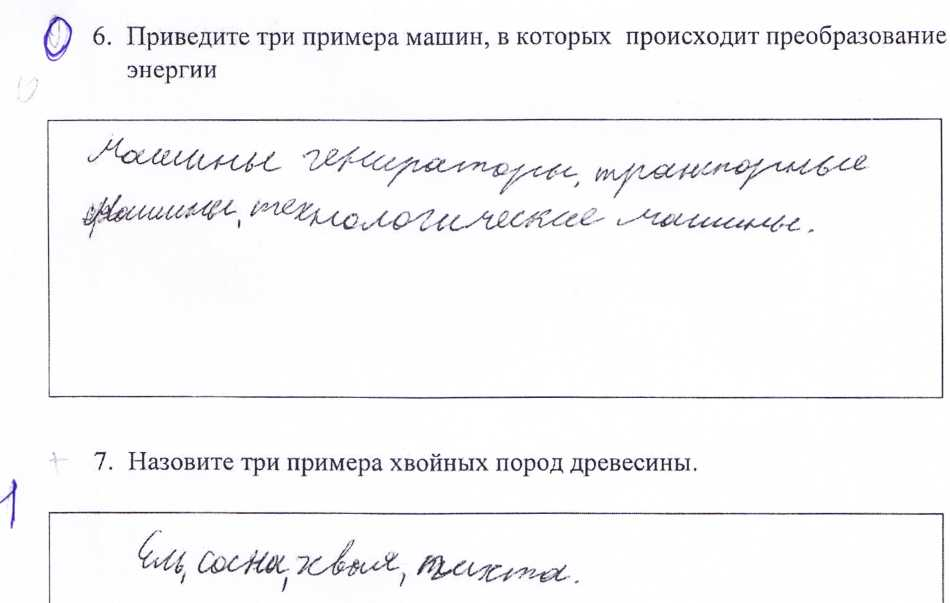 0 6. Приведите три примера машин, в которых происходит преобразование
энергии
Машины генираторы, транспорные
машины, технологические машины.
+ 7. Назовите три примера хвойных пород древесины.
1
Ель, сосна, хвоя, пихта.